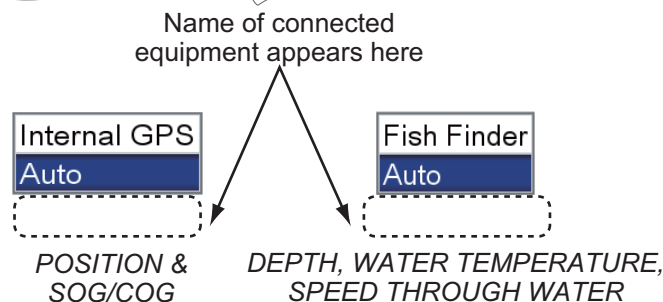 Name of connected
equipment appears here
Internal GPS
Auto
Fish Finder
Auto
POSITION &
SOG/COG
DEPTH, WATER TEMPERATURE,
SPEED THROUGH WATER